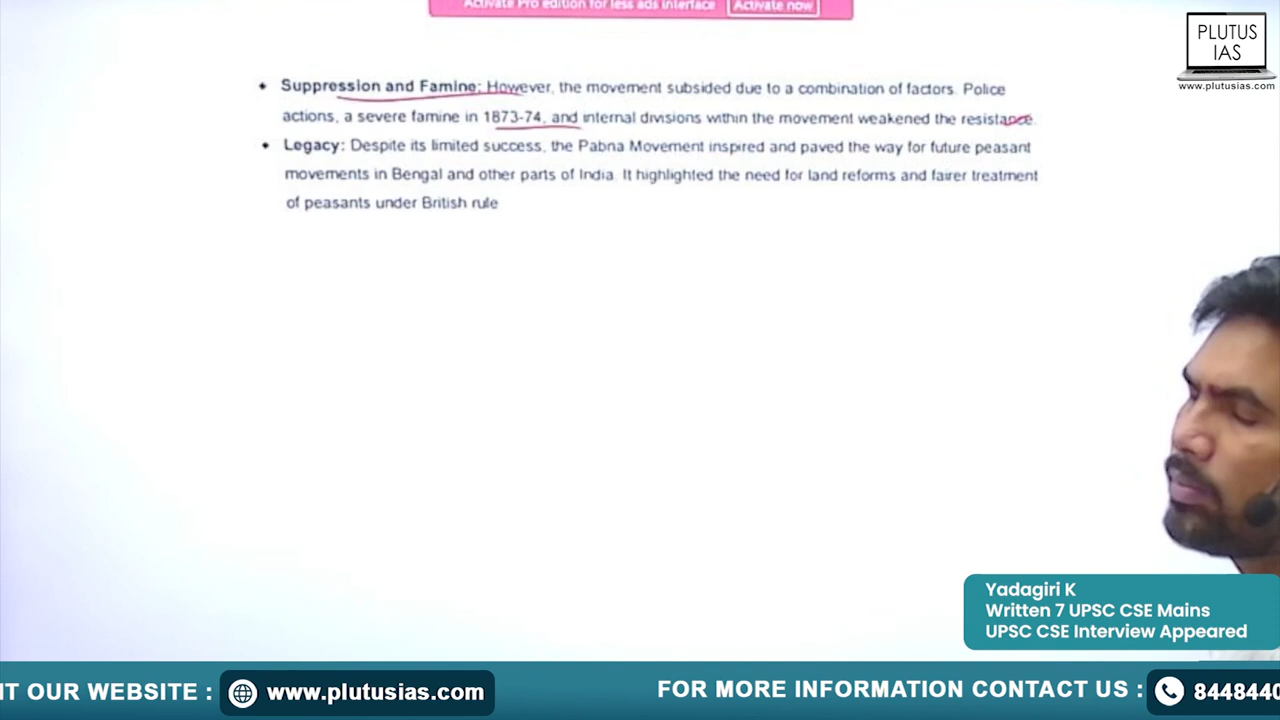 Activate Pro edition for less ads interface Activate now
PLUTUS
IAS
www.plutusias.com
• Suppression and Famine: However, the movement subsided due to a combination of factors. Police
actions, a severe famine in 1873-74, and internal divisions within the movement weakened the resistance.
• Legacy: Despite its limited success, the Pabna Movement inspired and paved the way for future peasant
movements in Bengal and other parts of India. It highlighted the need for land reforms and fairer treatment
of peasants under British rule
Yadagiri K
Written 7 UPSC CSE Mains
UPSC CSE Interview Appeared
IT OUR WEBSITE : www.plutusias.com FOR MORE INFORMATION CONTACT US : 8448440